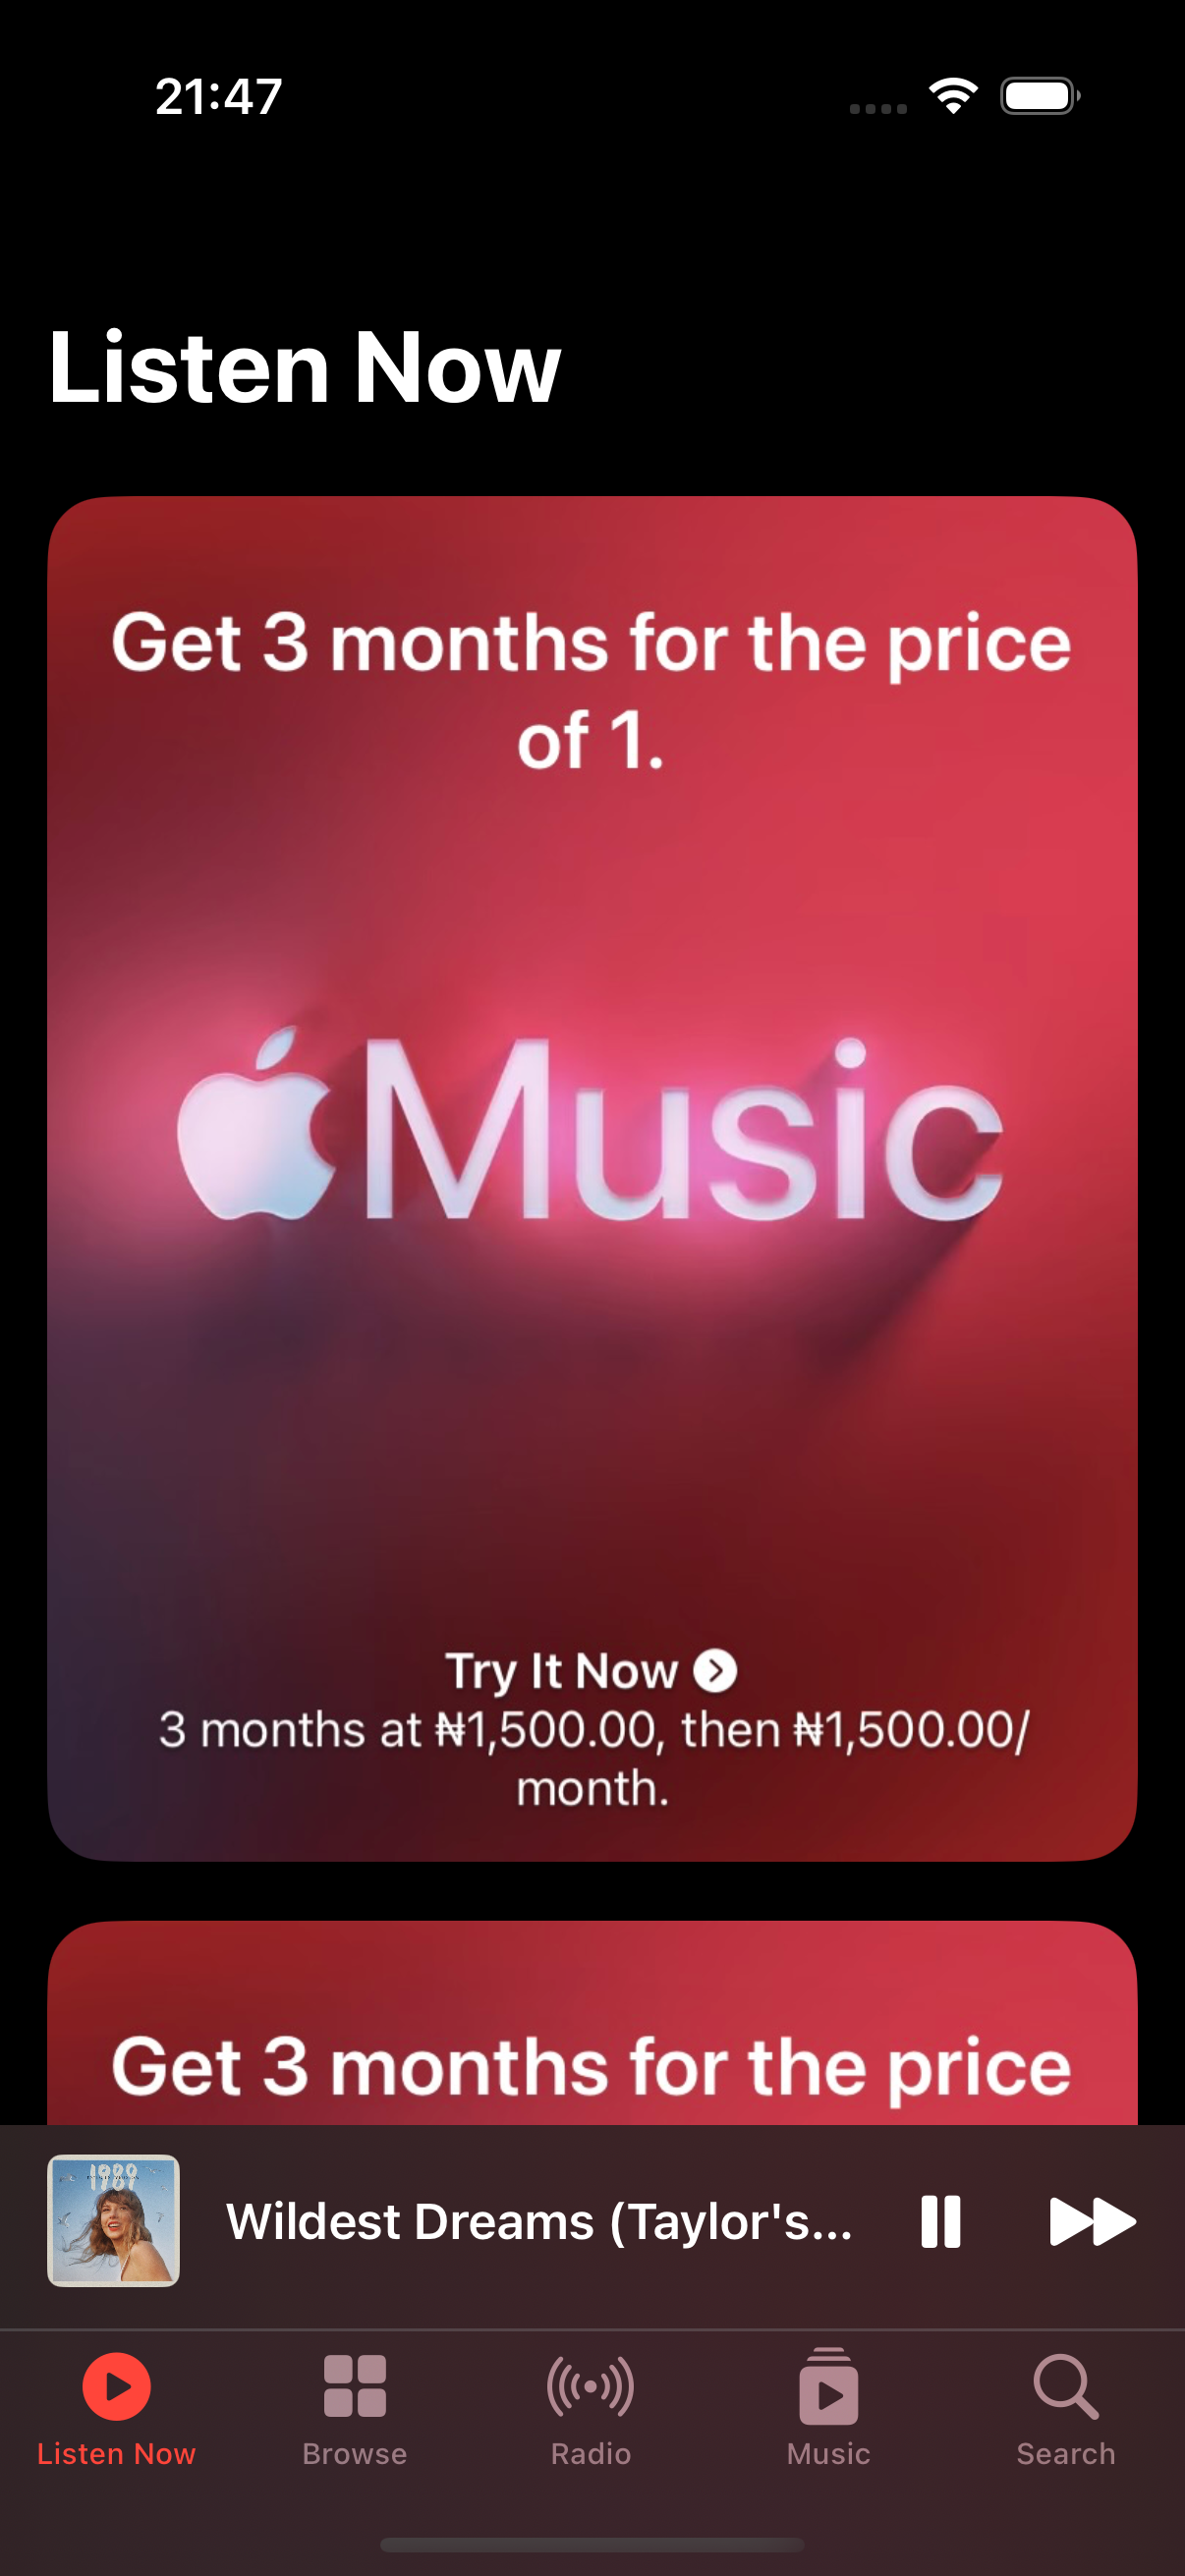 21:47
Listen Now
Get 3 months for the price
of 1.
Music
Try It Now
3 months at ₦1,500.00, then ₦1,500.00/
month.
Get 3 months for the price
1989
Wildest Dreams (Taylor's...
Listen Now
Browse
Radio
Music
Search